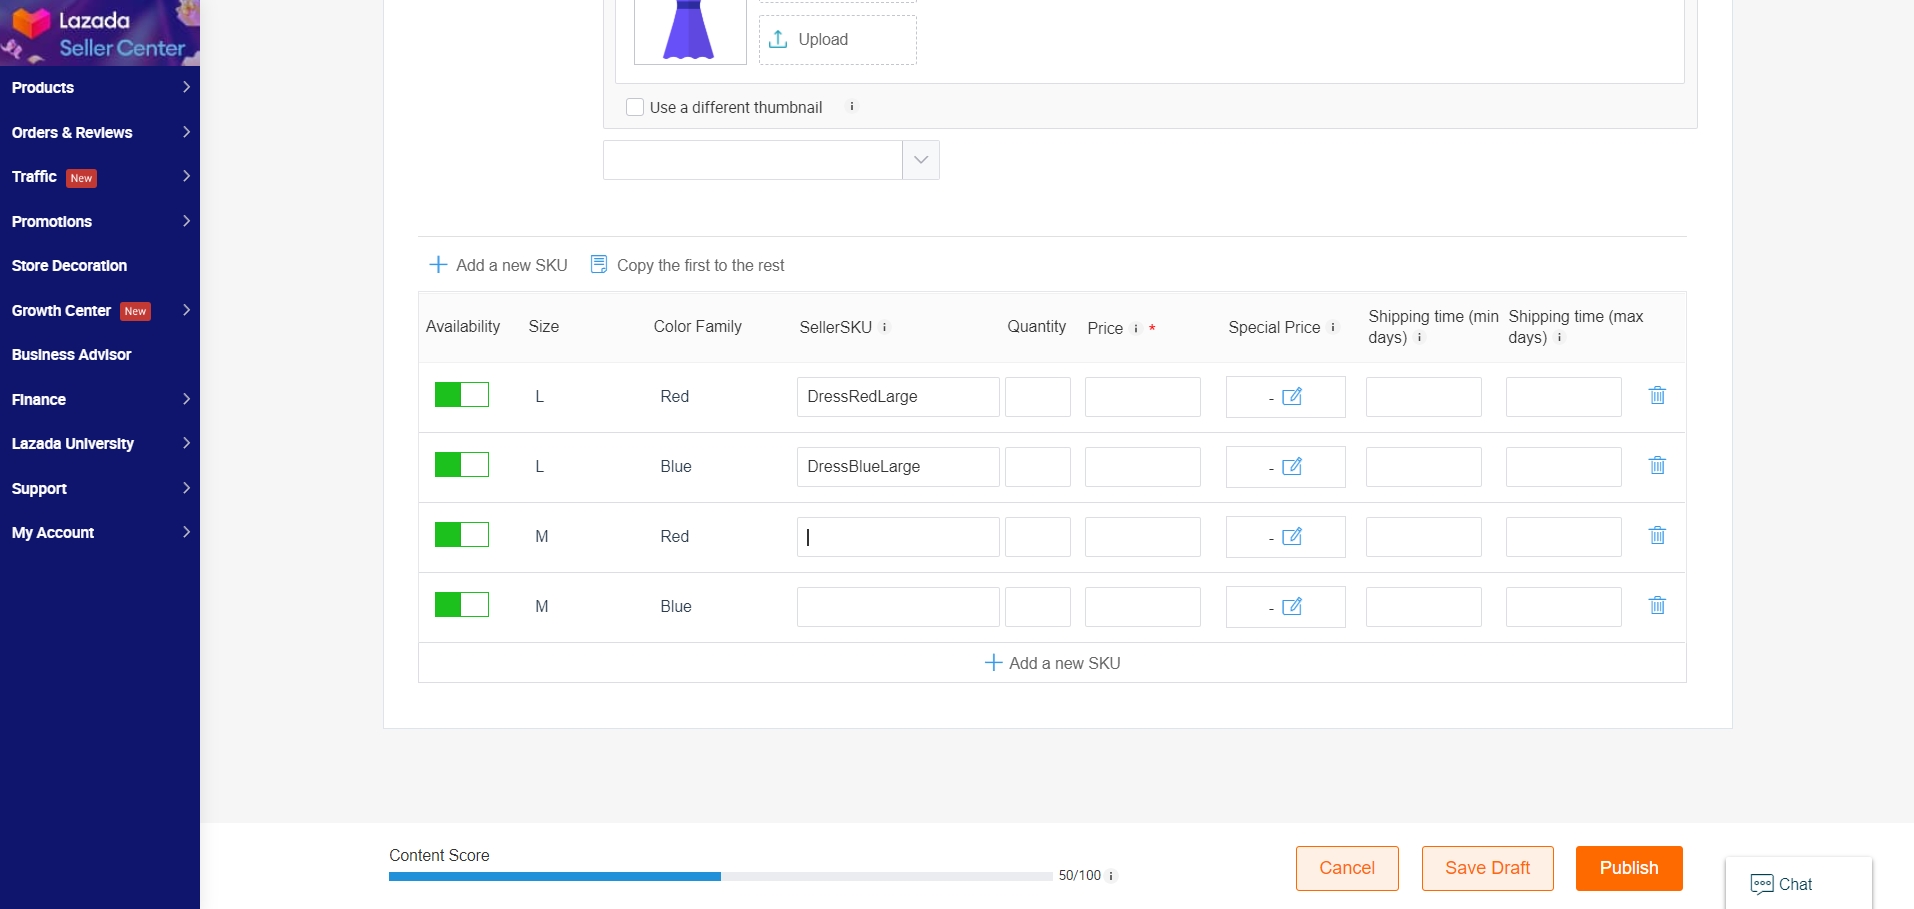 Lazada
Seller Center
Products
Orders & Reviews
Traffic New
Promotions
Store Decoration
Growth Center New
Business Advisor
Finance
Lazada University
Support
My Account
Upload
Use a different thumbnail i
Add a new SKU Copy the first to the rest
Availability Size Color Family SellerSKU i Quantity Price i * Special Price i Shipping time (min days) i Shipping time (max days) i
L Red DressRedLarge -
L Blue DressBlueLarge -
M Red -
M Blue -
Add a new SKU
Content Score
50/100 i
Cancel Save Draft Publish
Chat